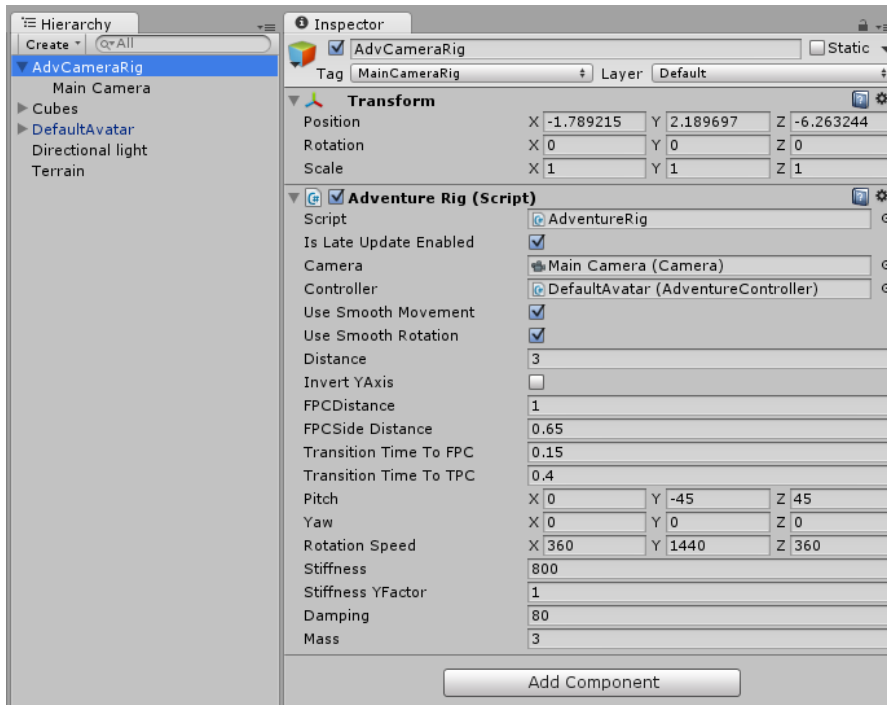 Hierarchy
Create
All
AdvCameraRig
Main Camera
Cubes
DefaultAvatar
Directional light
Terrain
Inspector
AdvCameraRig Static
Tag MainCameraRig Layer Default
Transform
Position X -1.789215 Y 2.189697 Z -6.263244
Rotation X 0 Y 0 Z 0
Scale X 1 Y 1 Z 1
Adventure Rig (Script)
Script AdventureRig
Is Late Update Enabled
Camera Main Camera (Camera)
Controller DefaultAvatar (AdventureController)
Use Smooth Movement
Use Smooth Rotation
Distance 3
Invert YAxis
FPCDistance 1
FPCSide Distance 0.65
Transition Time To FPC 0.15
Transition Time To TPC 0.4
Pitch X 0 Y -45 Z 45
Yaw X 0 Y 0 Z 0
Rotation Speed X 360 Y 1440 Z 360
Stiffness 800
Stiffness YFactor 1
Damping 80
Mass 3
Add Component